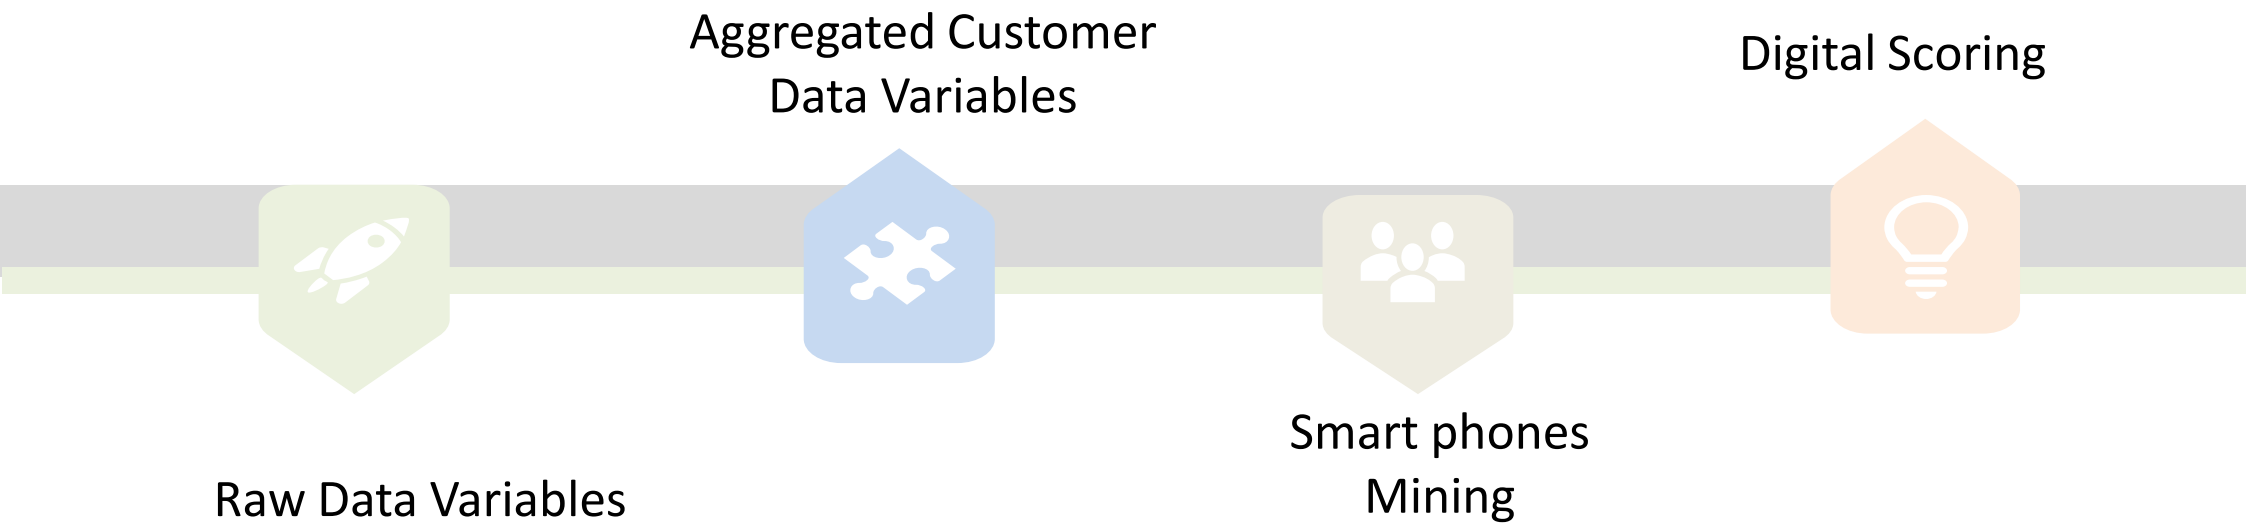 Raw Data Variables
Aggregated Customer
Data Variables
Smart phones
Mining
Digital Scoring